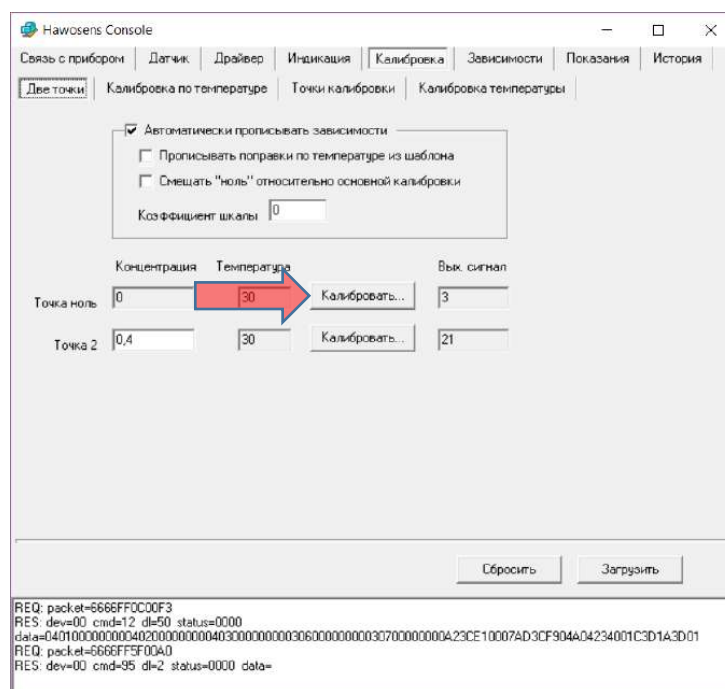 Hawosens Console
Связь с прибором Датчик Драйвер Индикация Калибровка Зависимости Показания История
Две точки Калибровка по температуре Точки калибровки Калибровка температуры
Автоматически прописывать зависимости
Прописывать поправки по температуре из шаблона
Смещать "ноль" относительно основной калибровки
Коэффициент шкалы 0
Концентрация Температура Вых. сигнал
Точка ноль 0 30 Калибровать... 3
Точка 2 0,4 30 Калибровать... 21
Сбросить Загрузить
REQ: packet=6666FF0C00F3
RES: dev=00 cmd=12 dl=50 status=0000
data=040100000000040200000000040300000000030600000000030700000000A23CE10007AD3CF904A04234001C3D1A3D01
REQ: packet=6666FF5F00A0
RES: dev=00 cmd=95 dl=2 status=0000 data=